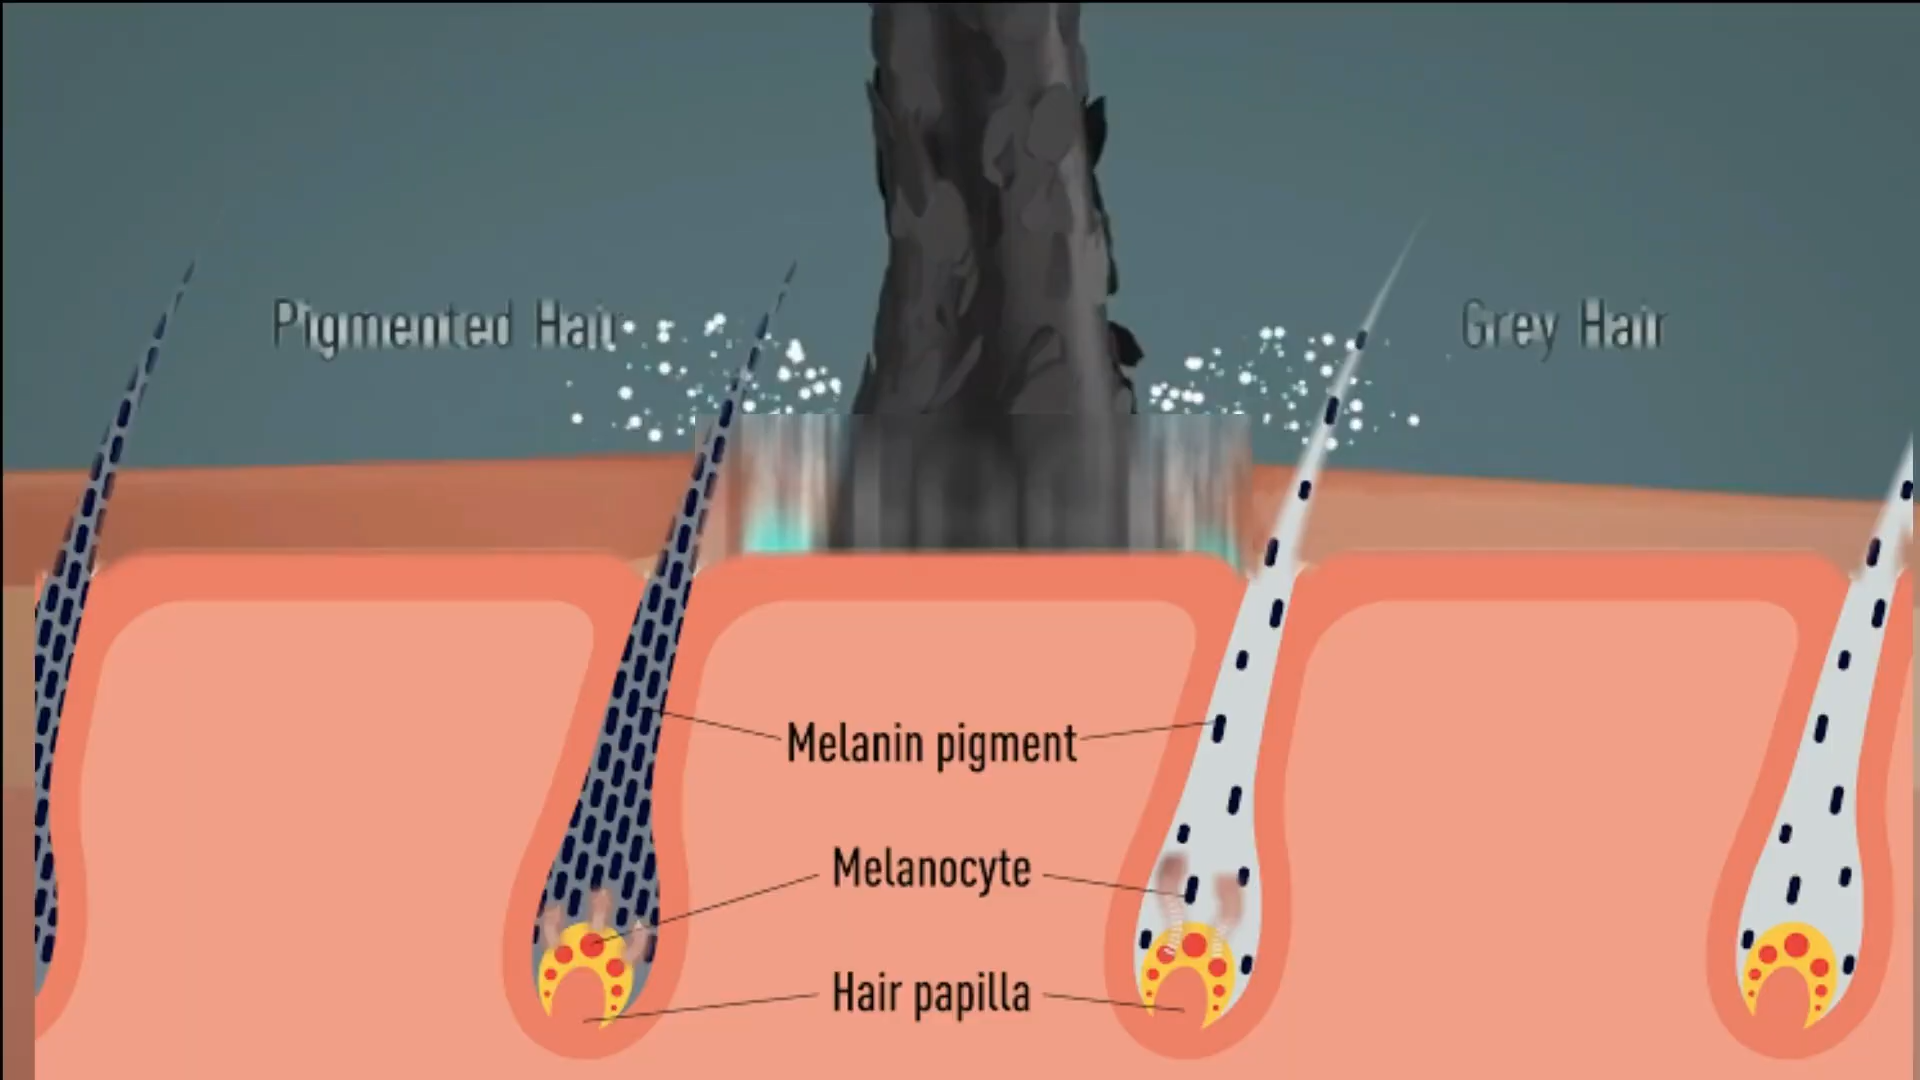 Pigmented Hair
Grey Hair
Melanin pigment
Melanocyte
Hair papilla